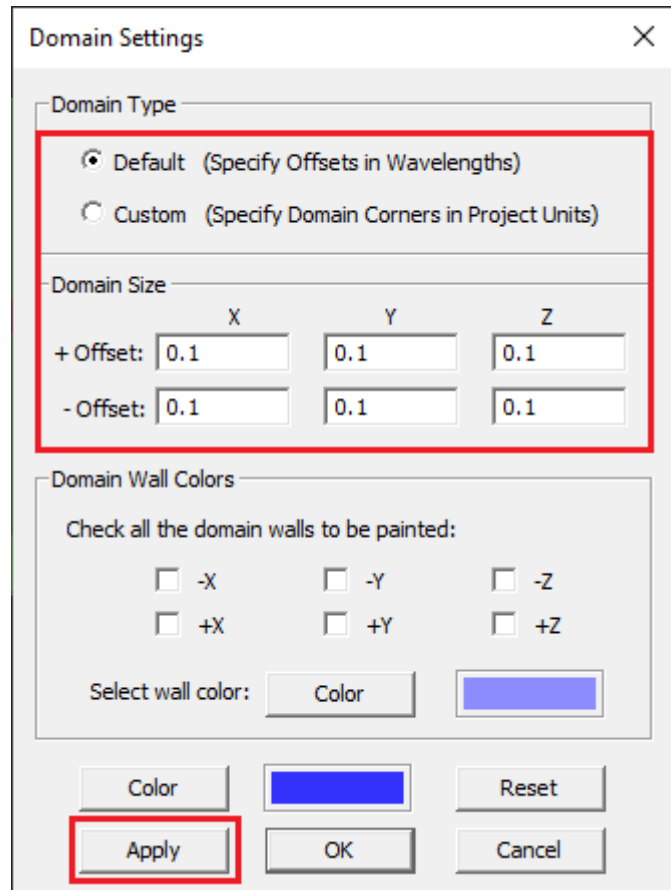 Domain Settings
Domain Type
Default (Specify Offsets in Wavelengths)
Custom (Specify Domain Corners in Project Units)
Domain Size
X Y Z
+ Offset: 0.1 0.1 0.1
- Offset: 0.1 0.1 0.1
Domain Wall Colors
Check all the domain walls to be painted:
-X -Y -Z
+X +Y +Z
Select wall color: Color
Color Reset
Apply OK Cancel